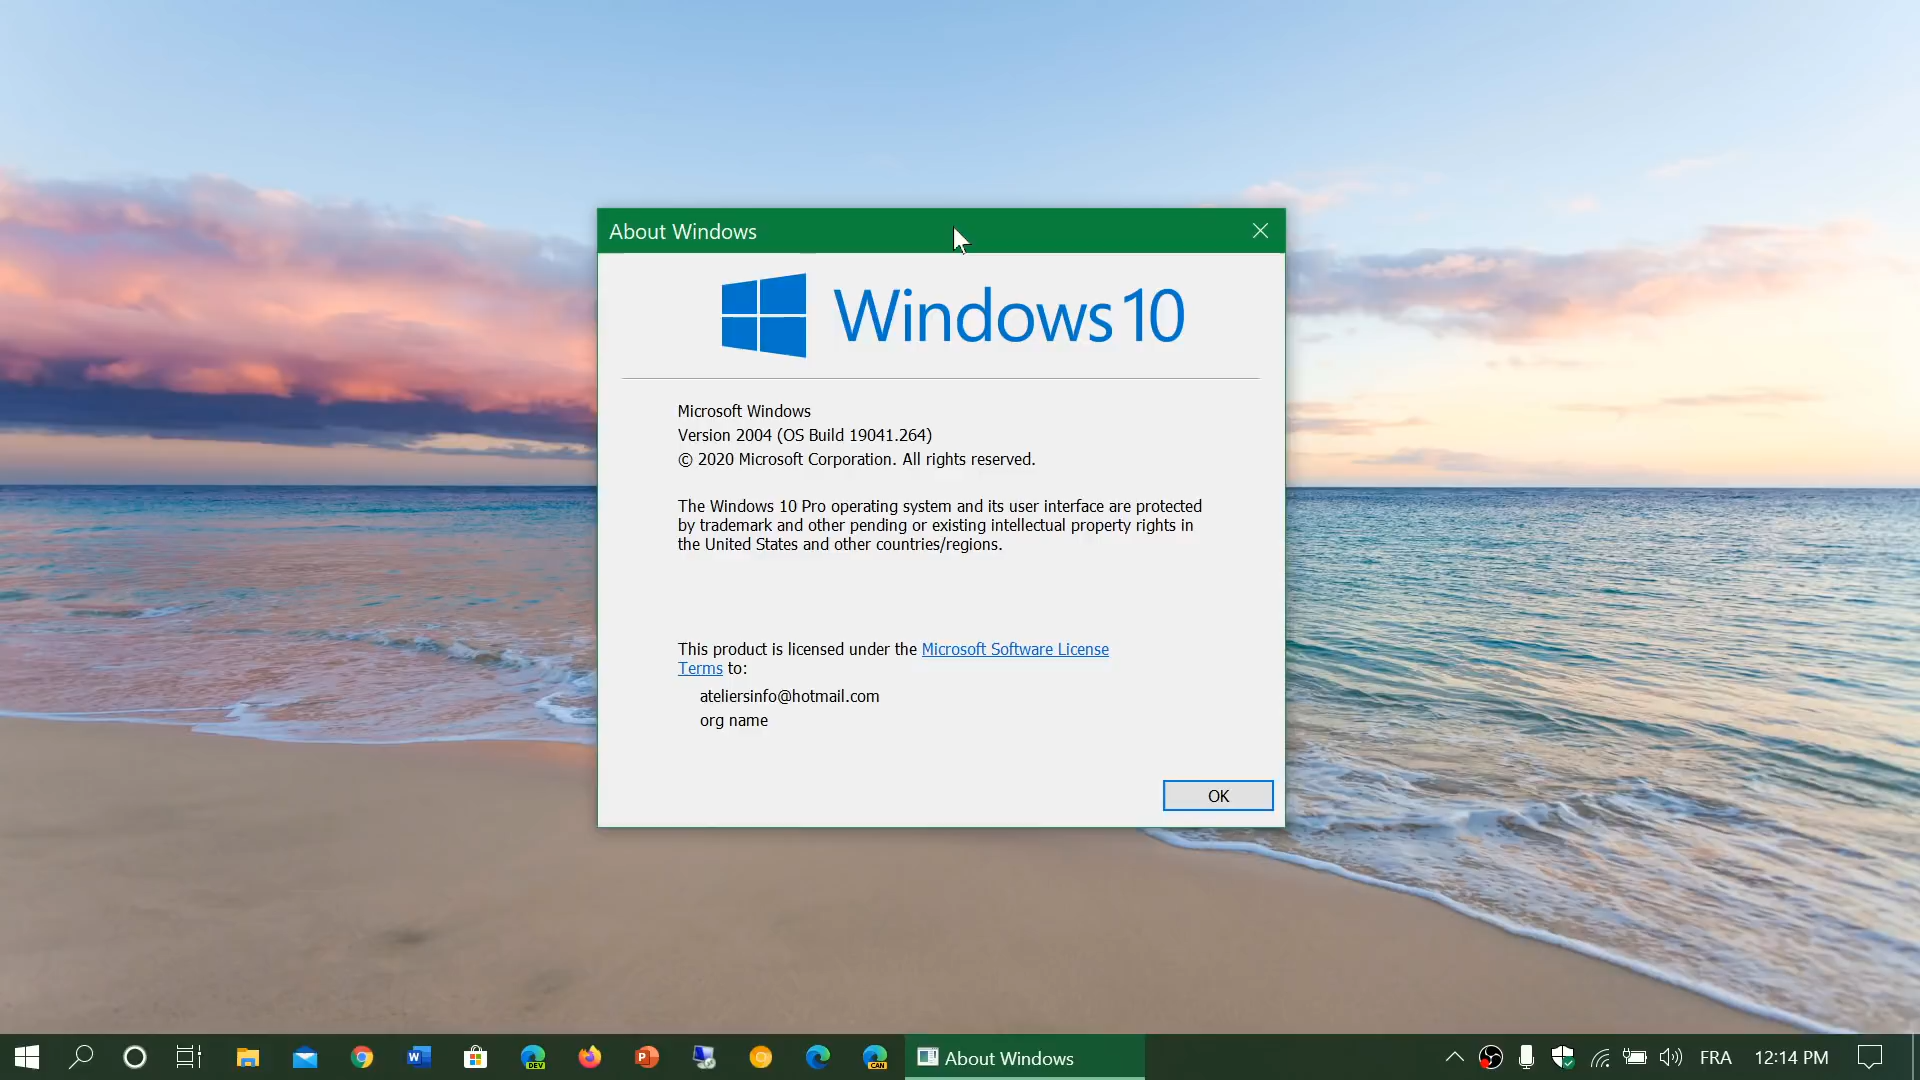 About Windows
Windows 10
Microsoft Windows
Version 2004 (OS Build 19041.264)
© 2020 Microsoft Corporation. All rights reserved.
The Windows 10 Pro operating system and its user interface are protected
by trademark and other pending or existing intellectual property rights in
the United States and other countries/regions.
This product is licensed under the Microsoft Software License
Terms to:
ateliersinfo@hotmail.com
org name
OK
W
DEV
P
CAN
About Windows
FRA
12:14 PM